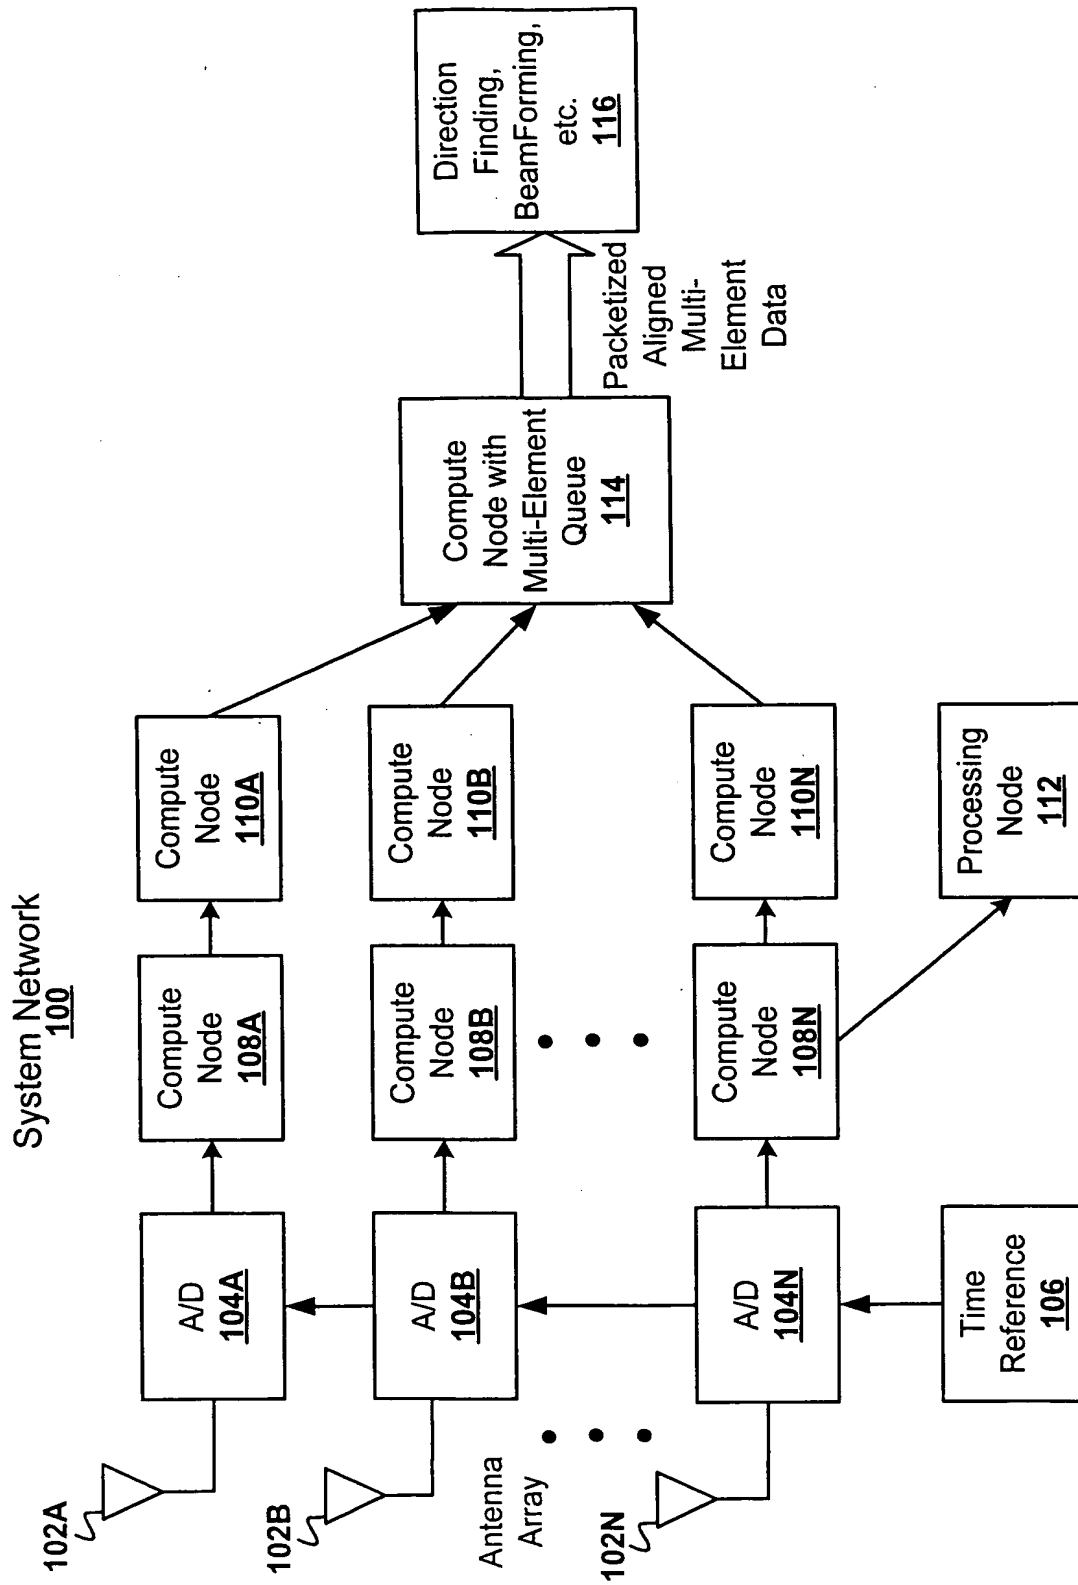 System Network
100
102A
A/D
104A
Compute
Node
108A
Compute
Node
110A
102B
A/D
104B
Compute
Node
108B
Compute
Node
110B
Antenna
Array
102N
A/D
104N
Compute
Node
108N
Compute
Node
110N
Time
Reference
106
Processing
Node
112
Compute
Node with
Multi-Element
Queue
114
Packetized
Aligned
Multi-
Element
Data
Direction
Finding,
BeamForming,
etc.
116